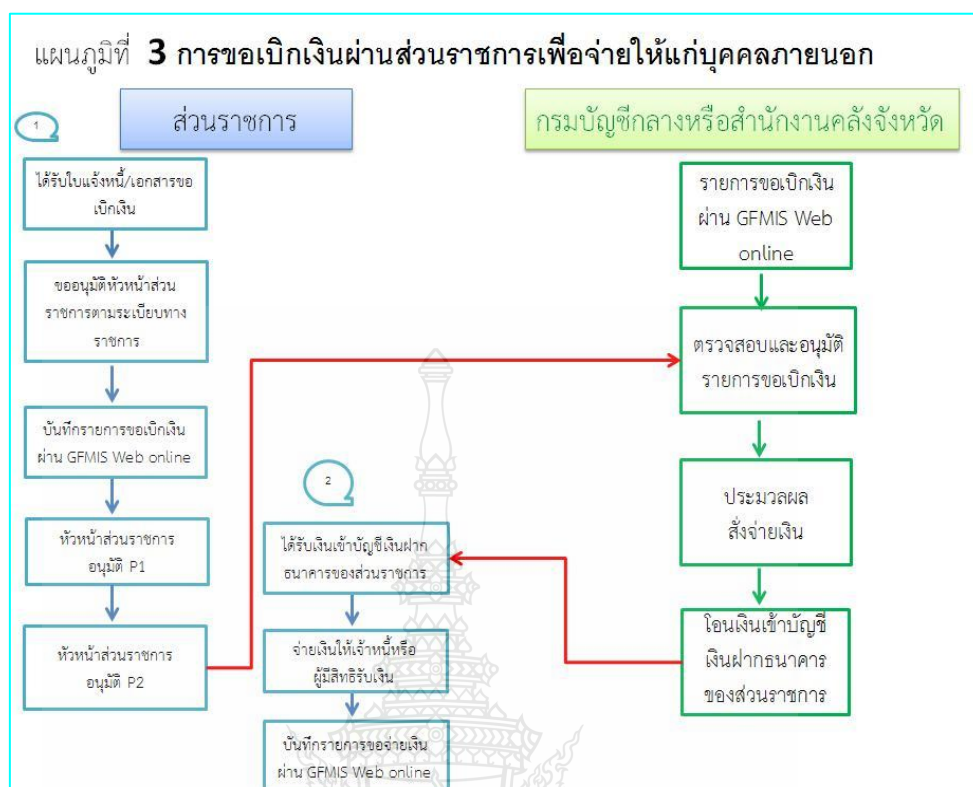 แผนภูมิที่ 3 การขอเบิกเงินผ่านส่วนราชการเพื่อจ่ายให้แก่บุคคลภายนอก
1
ส่วนราชการ
ได้รับใบแจ้งหนี้/เอกสารขอ
เบิกเงิน
ขออนุมัติหัวหน้าส่วน
ราชการตามระเบียบทาง
ราชการ
บันทึกรายการขอเบิกเงิน
ผ่าน GFMIS Web online
หัวหน้าส่วนราชการ
อนุมัติ P1
หัวหน้าส่วนราชการ
อนุมัติ P2
2
ได้รับเงินเข้าบัญชีเงินฝาก
ธนาคารของส่วนราชการ
จ่ายเงินให้เจ้าหนี้หรือ
ผู้มีสิทธิรับเงิน
บันทึกรายการขอจ่ายเงิน
ผ่าน GFMIS Web online
กรมบัญชีกลางหรือสำนักงานคลังจังหวัด
รายการขอเบิกเงิน
ผ่าน GFMIS Web
online
ตรวจสอบและอนุมัติ
รายการขอเบิกเงิน
ประมวลผล
สั่งจ่ายเงิน
โอนเงินเข้าบัญชี
เงินฝากธนาคาร
ของส่วนราชการ